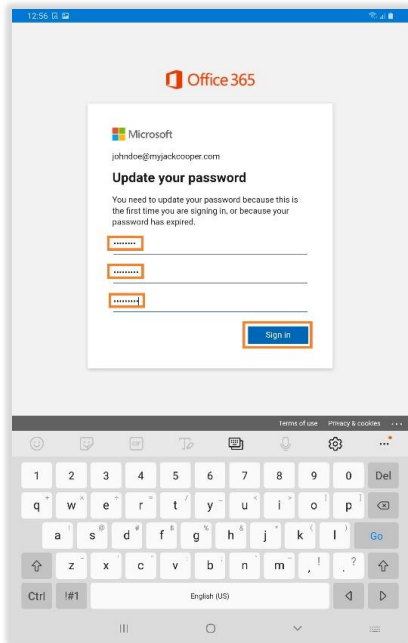 12:56
Office 365
Microsoft
johndoe@myjackcooper.com
Update your password
You need to update your password because this is
the first time you are signing in, or because your
password has expired.
Sign in
Terms of use Privacy & cookies ...
GIF
1 2 3 4 5 6 7 8 9 0 Del
q w e r t y u i o p
a s d f g h j k l Go
z x c v b n m , ! . ?
Ctrl !#1 English (US)